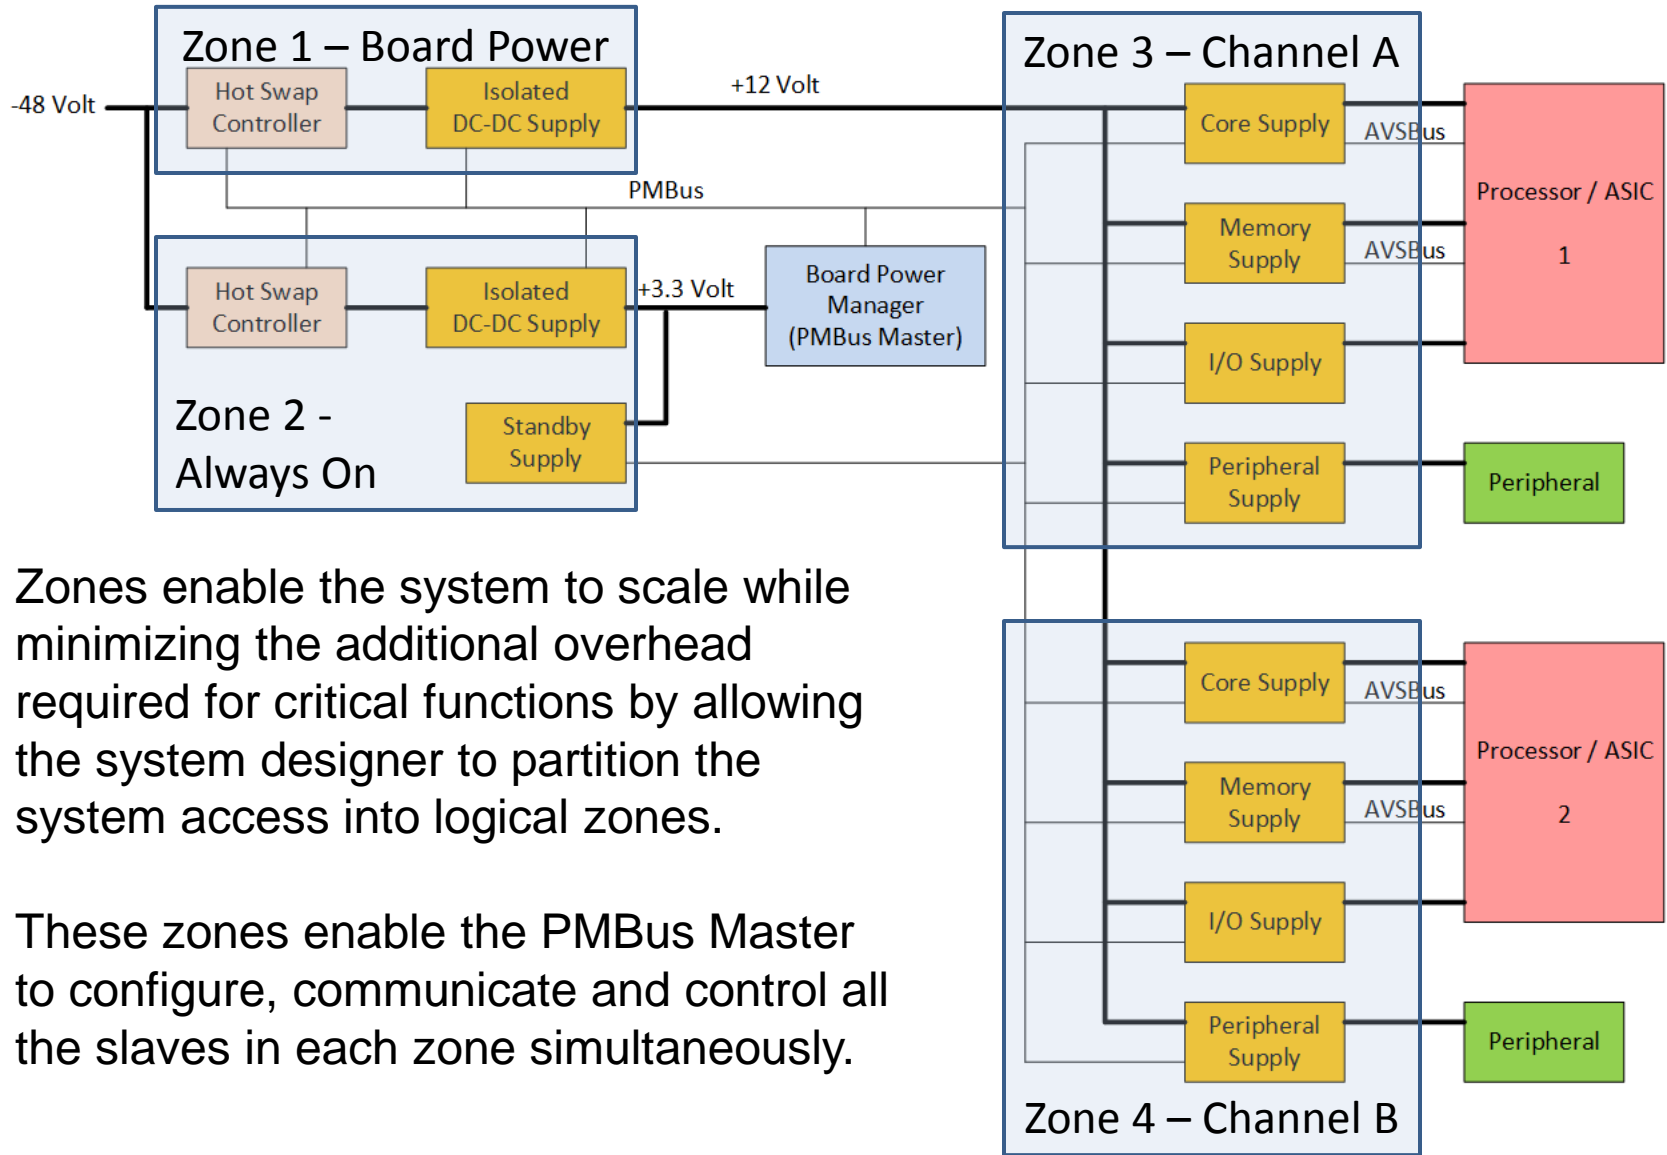 Zone 1 – Board Power
-48 Volt
Hot Swap
Controller
Isolated
DC-DC Supply
+12 Volt
PMBus
Hot Swap
Controller
Isolated
DC-DC Supply
+3.3 Volt
Board Power
Manager
(PMBus Master)
Zone 2 -
Always On
Standby
Supply
Zone 3 – Channel A
Core Supply
AVSBus
Memory
Supply
AVSBus
I/O Supply
Peripheral
Supply
Processor / ASIC
1
Peripheral
Zones enable the system to scale while
minimizing the additional overhead
required for critical functions by allowing
the system designer to partition the
system access into logical zones.
These zones enable the PMBus Master
to configure, communicate and control all
the slaves in each zone simultaneously.
Core Supply
AVSBus
Memory
Supply
AVSBus
I/O Supply
Peripheral
Supply
Processor / ASIC
2
Peripheral
Zone 4 – Channel B